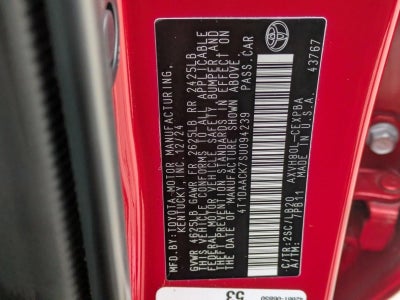 MFD. BY:TOYOTA MOTOR MANUFACTURING,
KENTUCKY, INC. 12/24
GVWR 4625LB GAWR FR 2625LB RR 2425LB
THIS VEHICLE CONFORMS TO ALL APPLICABLE
FEDERAL MOTOR VEHICLE SAFETY, BUMPER, AND
THEFT PREVENTION STANDARDS IN EFFECT ON
THE DATE OF MANUFACTURE SHOWN ABOVE.
4T1DAACK7SU094239 PASS.CAR
C/TR:2SC/LB20 AXVH80L-CEXPBA
/PB11 MADE IN U.S.A. 43767
53